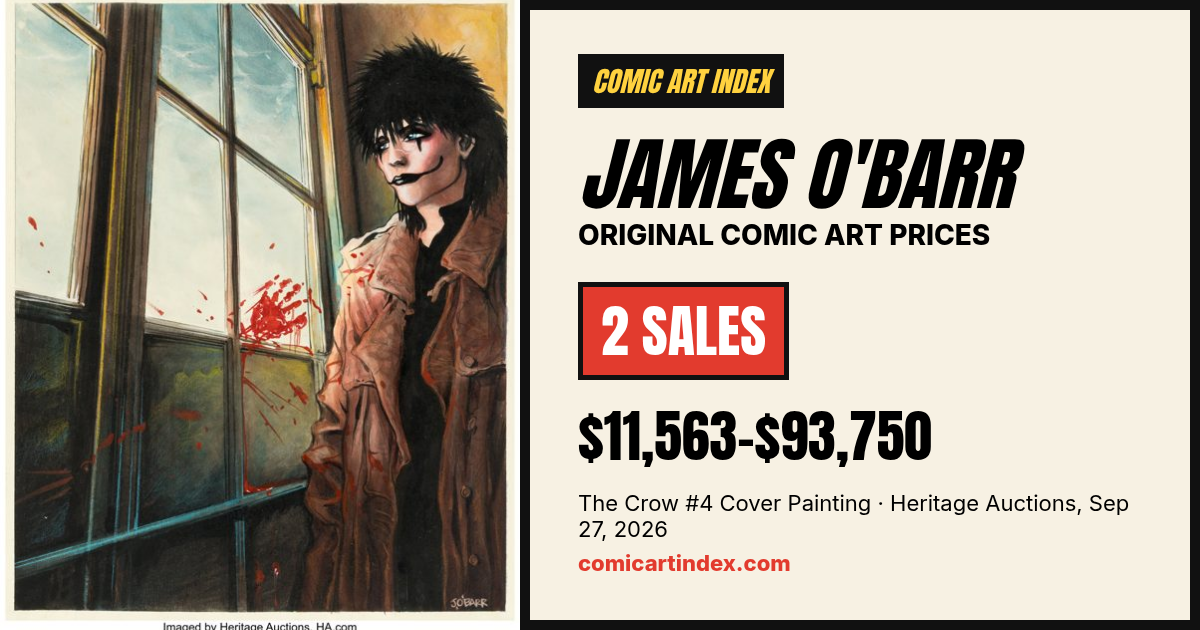 J.O'BARR
Imaged by Heritage Auctions, HA.com
COMIC ART INDEX
JAMES O'BARR
ORIGINAL COMIC ART PRICES
2 SALES
$11,563–$93,750
The Crow #4 Cover Painting · Heritage Auctions, Sep
27, 2026
comicartindex.com